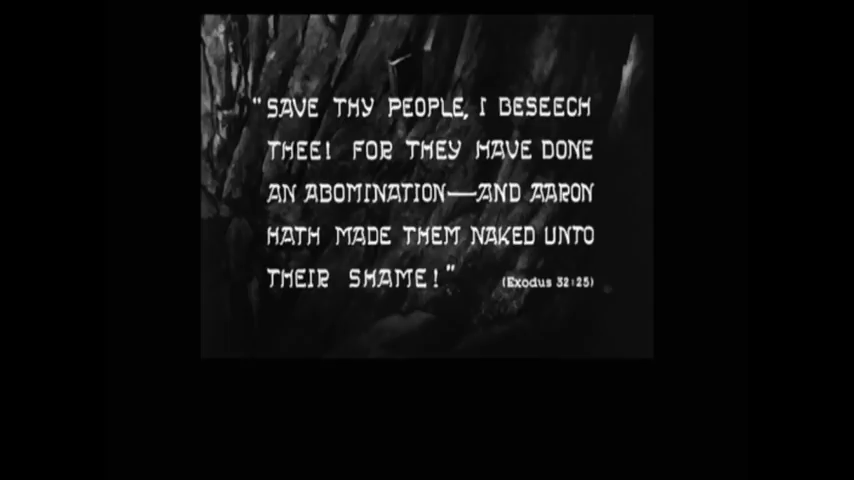 "SAVE THY PEOPLE, I BESEECH
THEE! FOR THEY HAVE DONE
AN ABOMINATION—AND AARON
HATH MADE THEM NAKED UNTO
THEIR SHAME!" (Exodus 32:25)